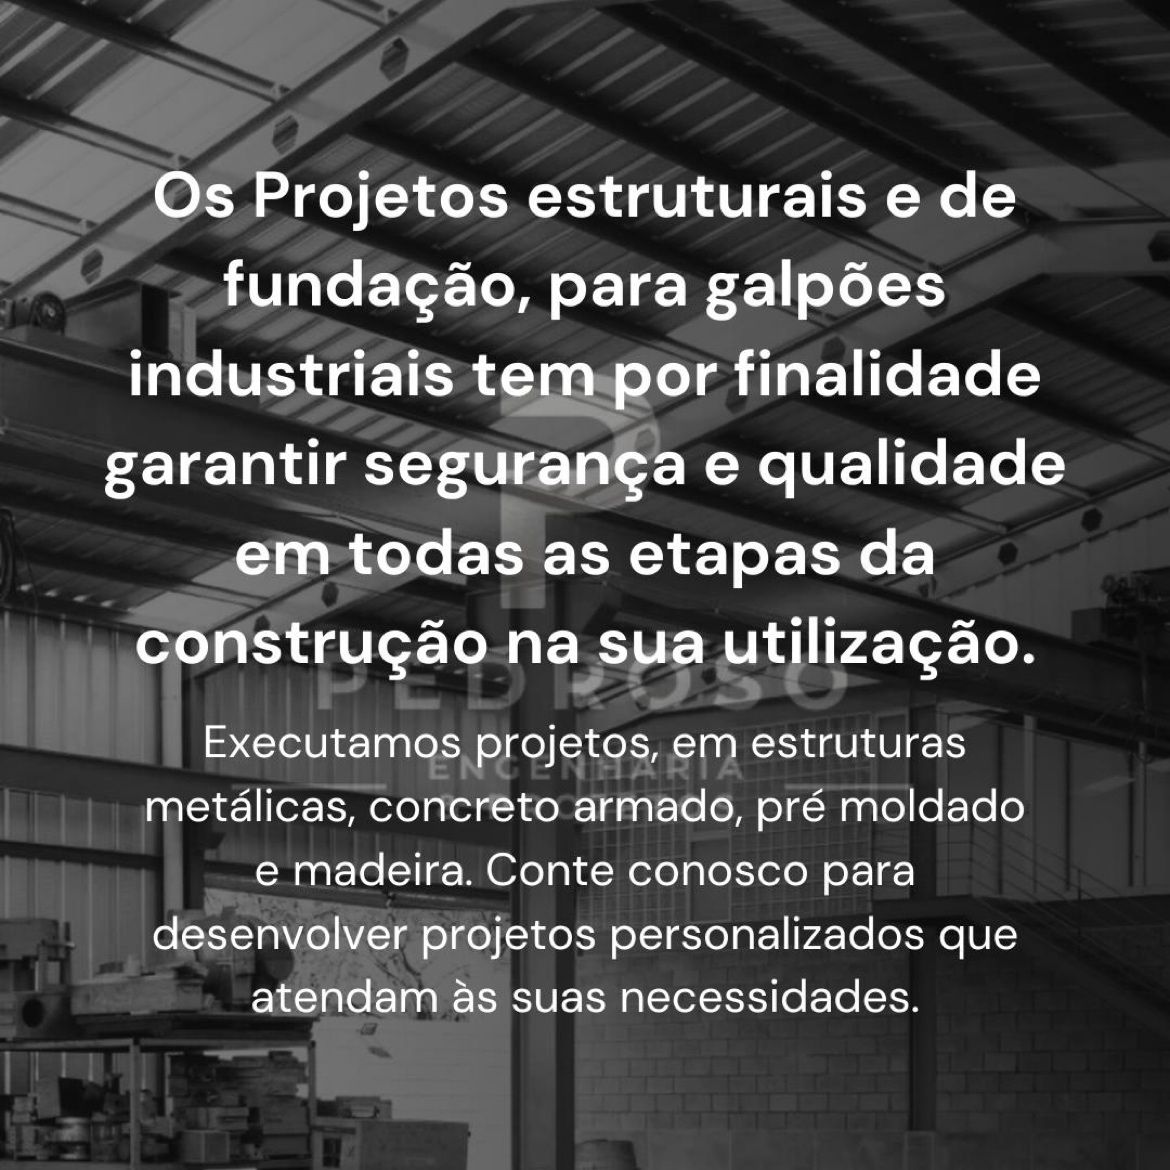 Os Projetos estruturais e de
fundação, para galpões
industriais tem por finalidade
garantir segurança e qualidade
em todas as etapas da
construção na sua utilização.
PEDROSO
Executamos projetos, em estruturas
ENGENHARIA
metálicas, concreto armado, pré moldado
e madeira. Conte conosco para
desenvolver projetos personalizados que
atendam às suas necessidades.